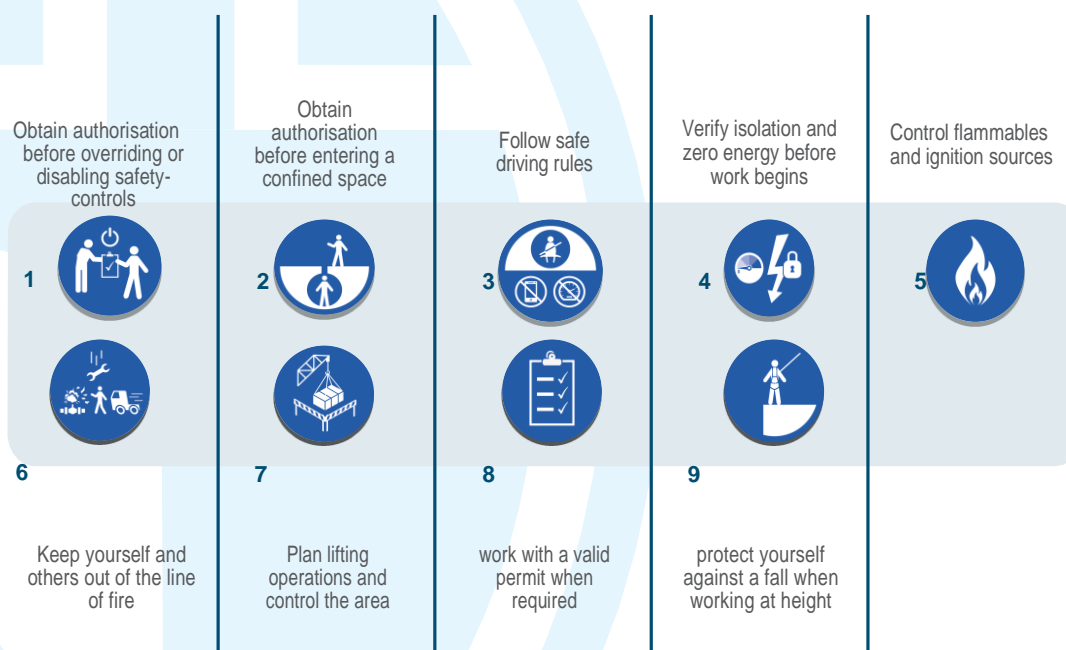 Obtain authorisation
before overriding or
disabling safety-
controls
Obtain
authorisation
before entering a
confined space
Follow safe
driving rules
Verify isolation and
zero energy before
work begins
Control flammables
and ignition sources
1
2
3
4
5
6
7
8
9
Keep yourself and
others out of the line
of fire
Plan lifting
operations and
control the area
work with a valid
permit when
required
protect yourself
against a fall when
working at height